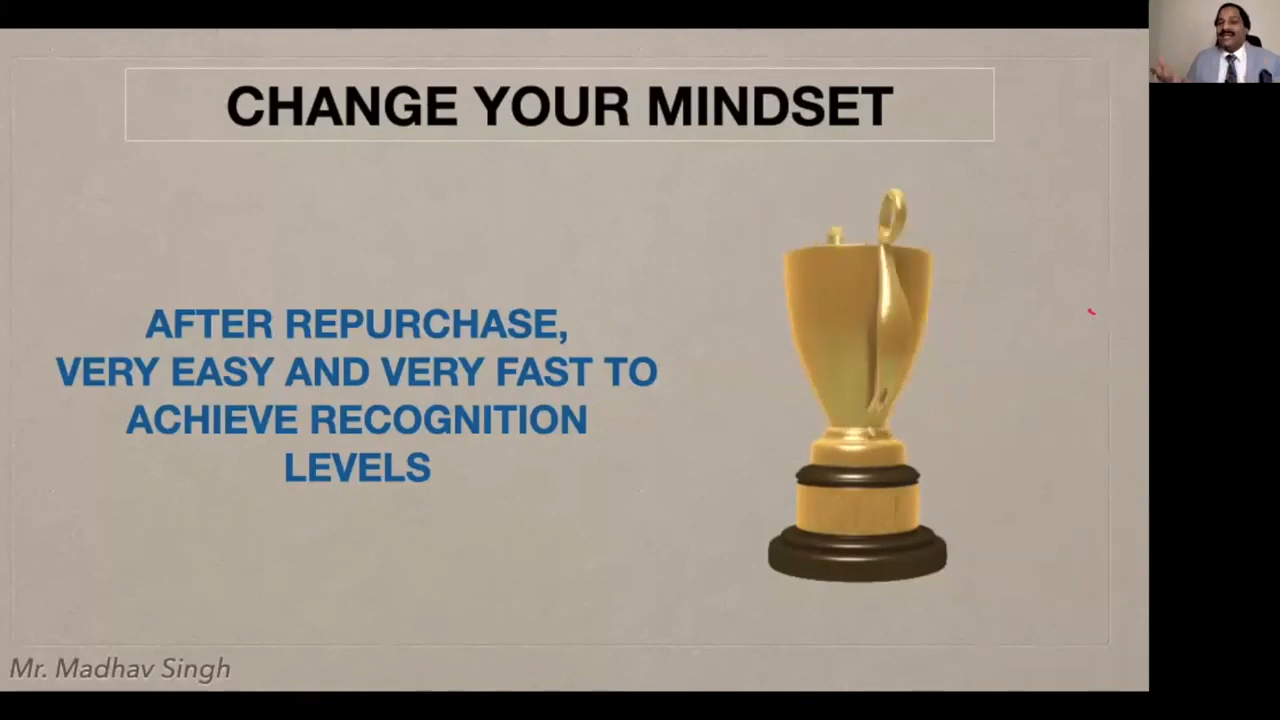 CHANGE YOUR MINDSET
AFTER REPURCHASE,
VERY EASY AND VERY FAST TO
ACHIEVE RECOGNITION
LEVELS
Mr. Madhav Singh